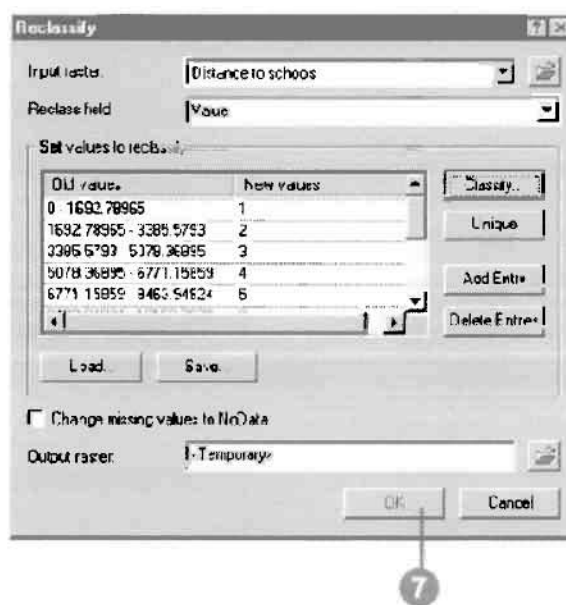 Reclassify
Input raster: Distance to schools
Reclass field Value
Set values to reclassify
Old values New values
0 - 1692.78965 1
1692.78965 - 3385.5793 2
3385.5793 - 5078.36895 3
5078.36895 - 6771.15859 4
6771.15859 - 8463.94824 5
Classify...
Unique
Add Entry
Delete Entries
Load... Save...
Change missing values to NoData
Output raster: <Temporary>
OK Cancel
7